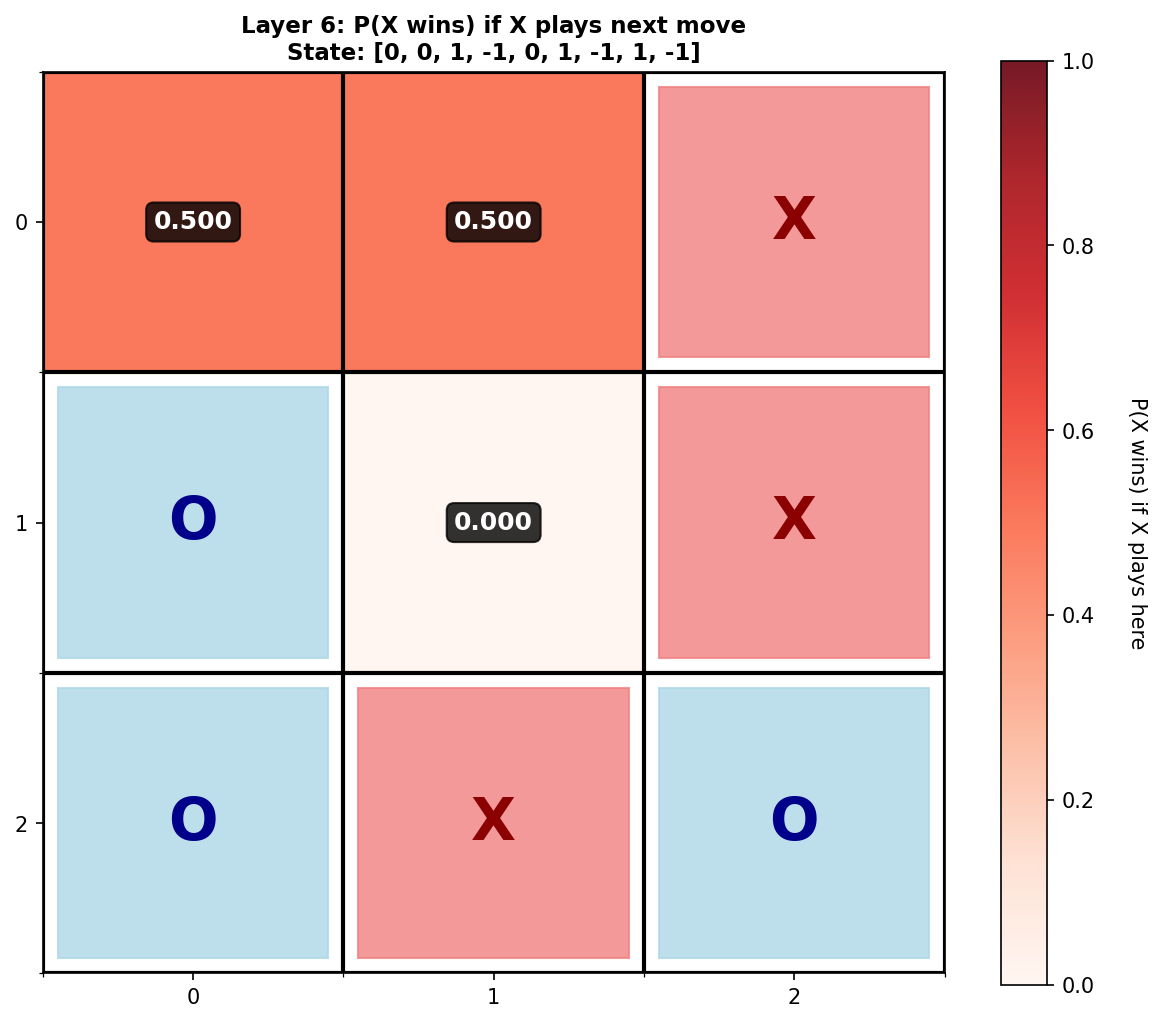 Layer 6: P(X wins) if X plays next move
State: [0, 0, 1, -1, 0, 1, -1, 1, -1]
0
0.500
0.500
X
1
O
0.000
X
2
O
X
O
0
1
2
1.0
0.8
0.6
0.4
0.2
0.0
P(X wins) if X plays here